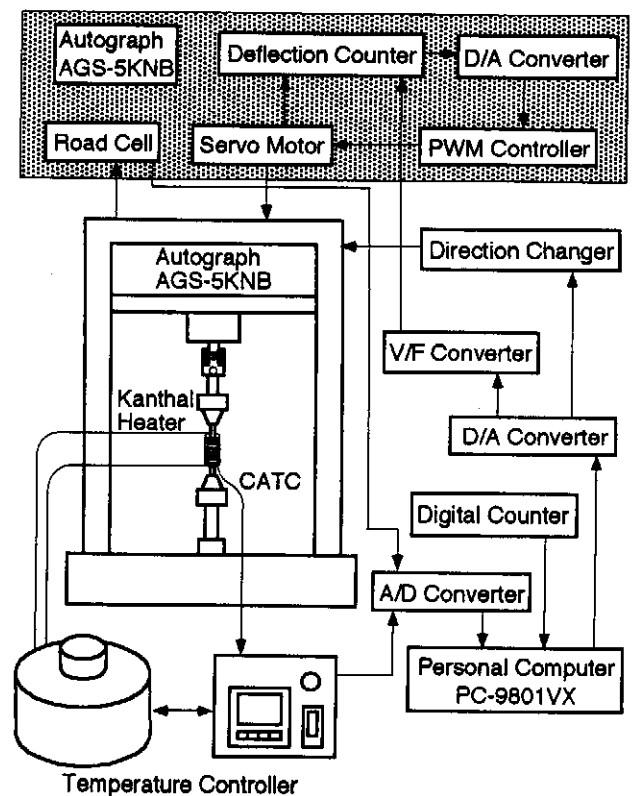 Autograph
AGS-5KNB
Deflection Counter
D/A Converter
Road Cell
Servo Motor
PWM Controller
Autograph
AGS-5KNB
Direction Changer
V/F Converter
Kanthal
Heater
D/A Converter
CATC
Digital Counter
A/D Converter
Personal Computer
PC-9801VX
Temperature Controller